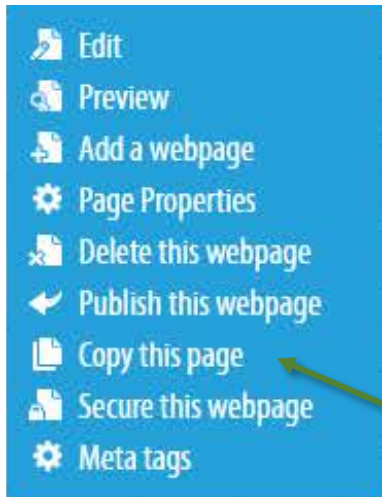 Edit
Preview
Add a webpage
Page Properties
Delete this webpage
Publish this webpage
Copy this page
Secure this webpage
Meta tags